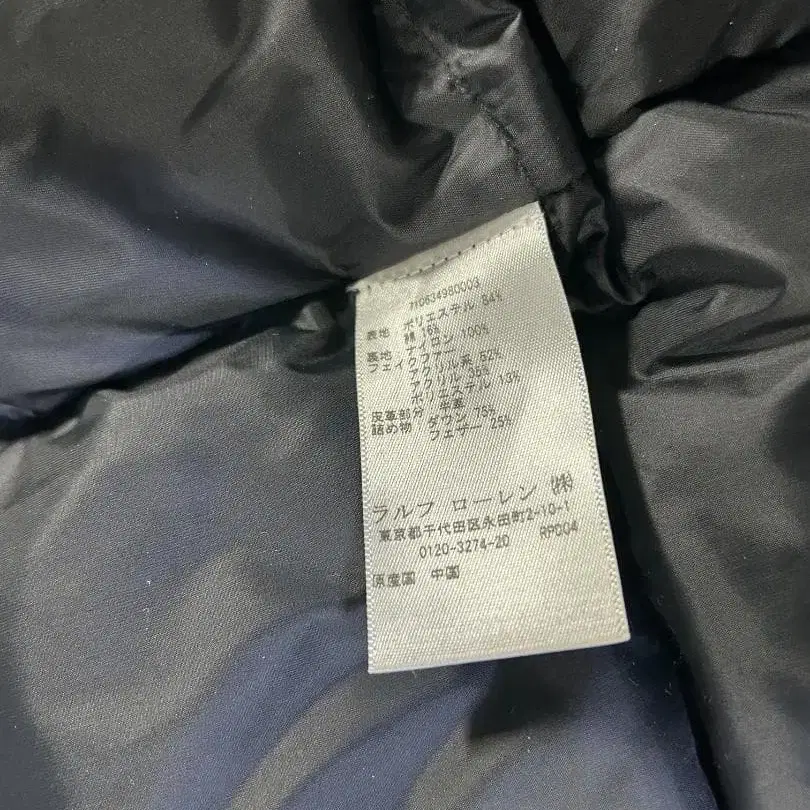 710634980003
表地 ポリエステル 84%
綿 16%
裏地 ナイロン 100%
フェイクファー
アクリル系 52%
アクリル 35%
ポリエステル 13%
皮革部分 牛革
詰め物 ダウン 75%
フェザー 25%
ラルフ ローレン ㈱
東京都千代田区永田町2-10-1
0120-3274-20 RPD04
原産国 中国